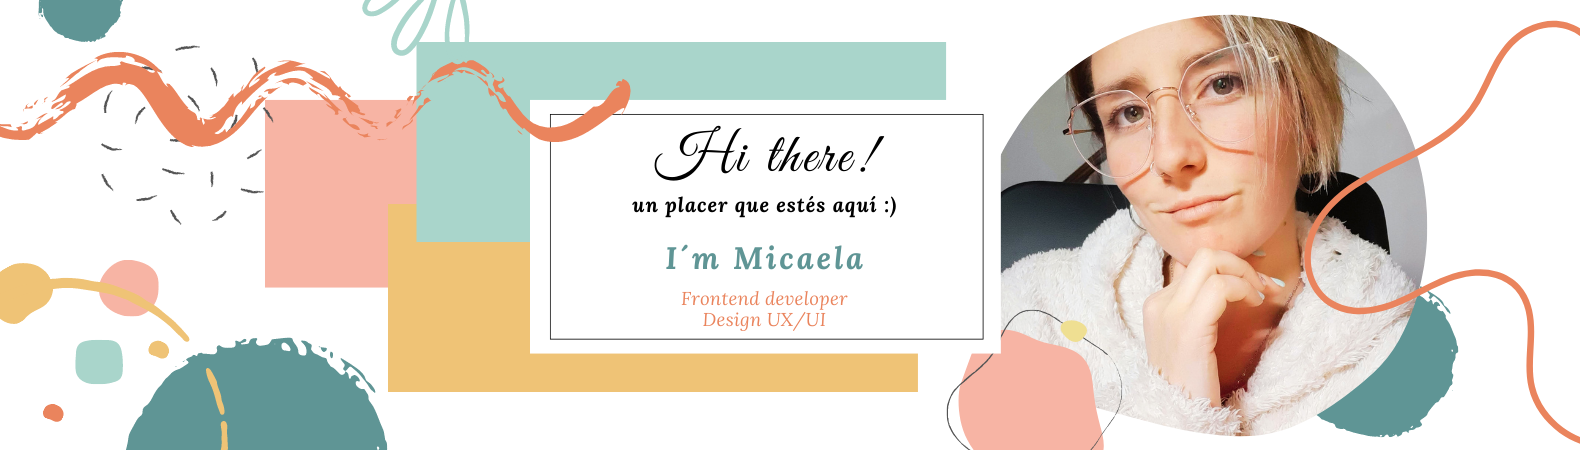 Hi there!
un placer que estés aquí :)
I´m Micaela
Frontend developer
Design UX/UI